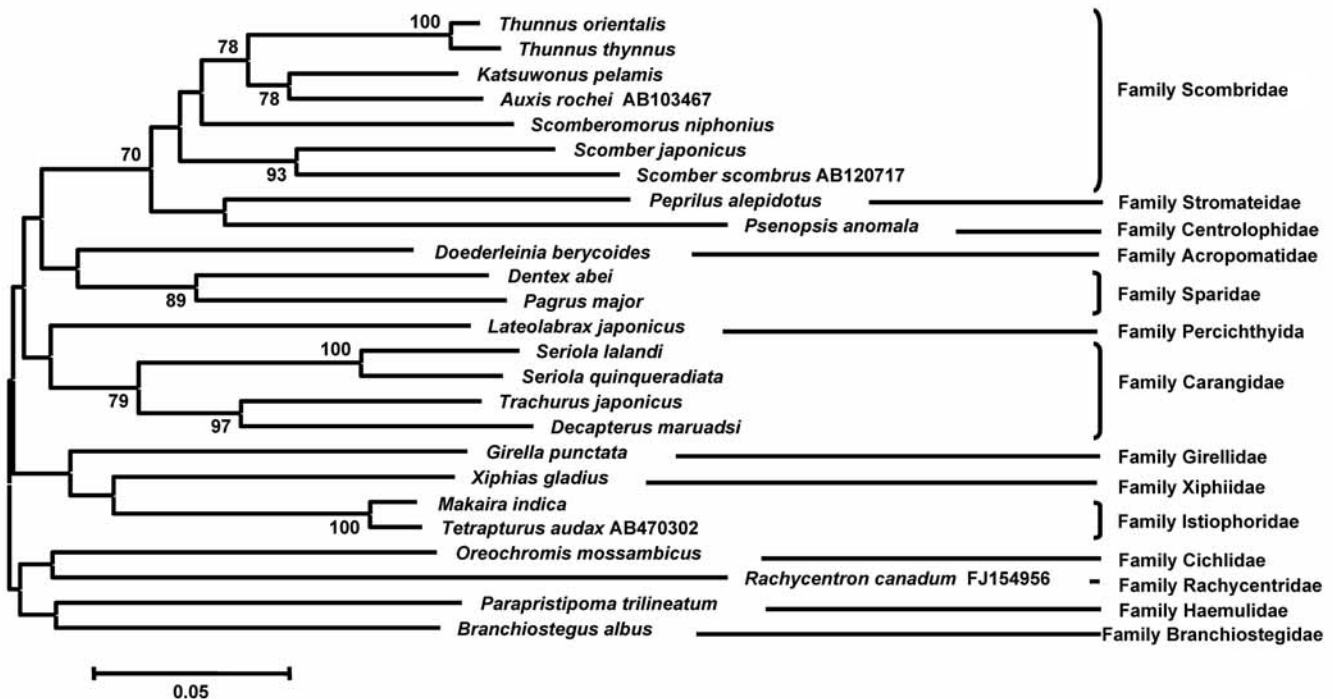 100
Thunnus orientalis
78
Thunnus thynnus
Katsuwonus pelamis
78
Auxis rochei AB103467
Family Scombridae
Scomberomorus niphonius
70
Scomber japonicus
93
Scomber scombrus AB120717
Peprilus alepidotus
Family Stromateidae
Psenopsis anomala
Family Centrolophidae
Doederleinia berycoides
Family Acropomatidae
Dentex abei
89
Pagrus major
Family Sparidae
Lateolabrax japonicus
Family Percichthyida
100
Seriola lalandi
Seriola quinqueradiata
Family Carangidae
79
Trachurus japonicus
97
Decapterus maruadsi
Girella punctata
Family Girellidae
Xiphias gladius
Family Xiphiidae
Makaira indica
100
Tetrapturus audax AB470302
Family Istiophoridae
Oreochromis mossambicus
Family Cichlidae
Rachycentron canadum FJ154956
Family Rachycentridae
Parapristipoma trilineatum
Family Haemulidae
Branchiostegus albus
Family Branchiostegidae
0.05